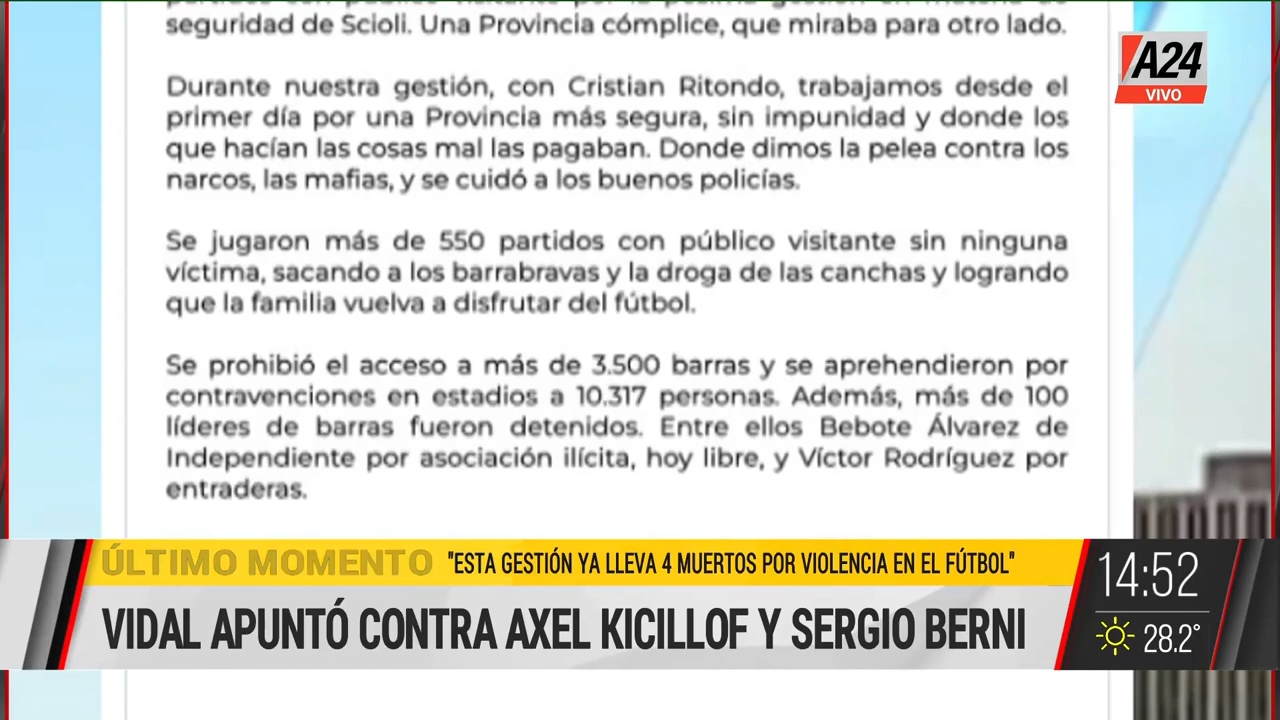 seguridad de Scioli. Una Provincia cómplice, que miraba para otro lado.
Durante nuestra gestión, con Cristian Ritondo, trabajamos desde el
primer día por una Provincia más segura, sin impunidad y donde los
que hacían las cosas mal las pagaban. Donde dimos la pelea contra los
narcos, las mafias, y se cuidó a los buenos policías.
Se jugaron más de 550 partidos con público visitante sin ninguna
víctima, sacando a los barrabravas y la droga de las canchas y logrando
que la familia vuelva a disfrutar del fútbol.
Se prohibió el acceso a más de 3.500 barras y se aprehendieron por
contravenciones en estadios a 10.317 personas. Además, más de 100
líderes de barras fueron detenidos. Entre ellos Bebote Álvarez de
Independiente por asociación ilícita, hoy libre, y Víctor Rodríguez por
entraderas.
A24
VIVO
ÚLTIMO MOMENTO "ESTA GESTIÓN YA LLEVA 4 MUERTOS POR VIOLENCIA EN EL FÚTBOL"
VIDAL APUNTÓ CONTRA AXEL KICILLOF Y SERGIO BERNI
14:52
28.2°